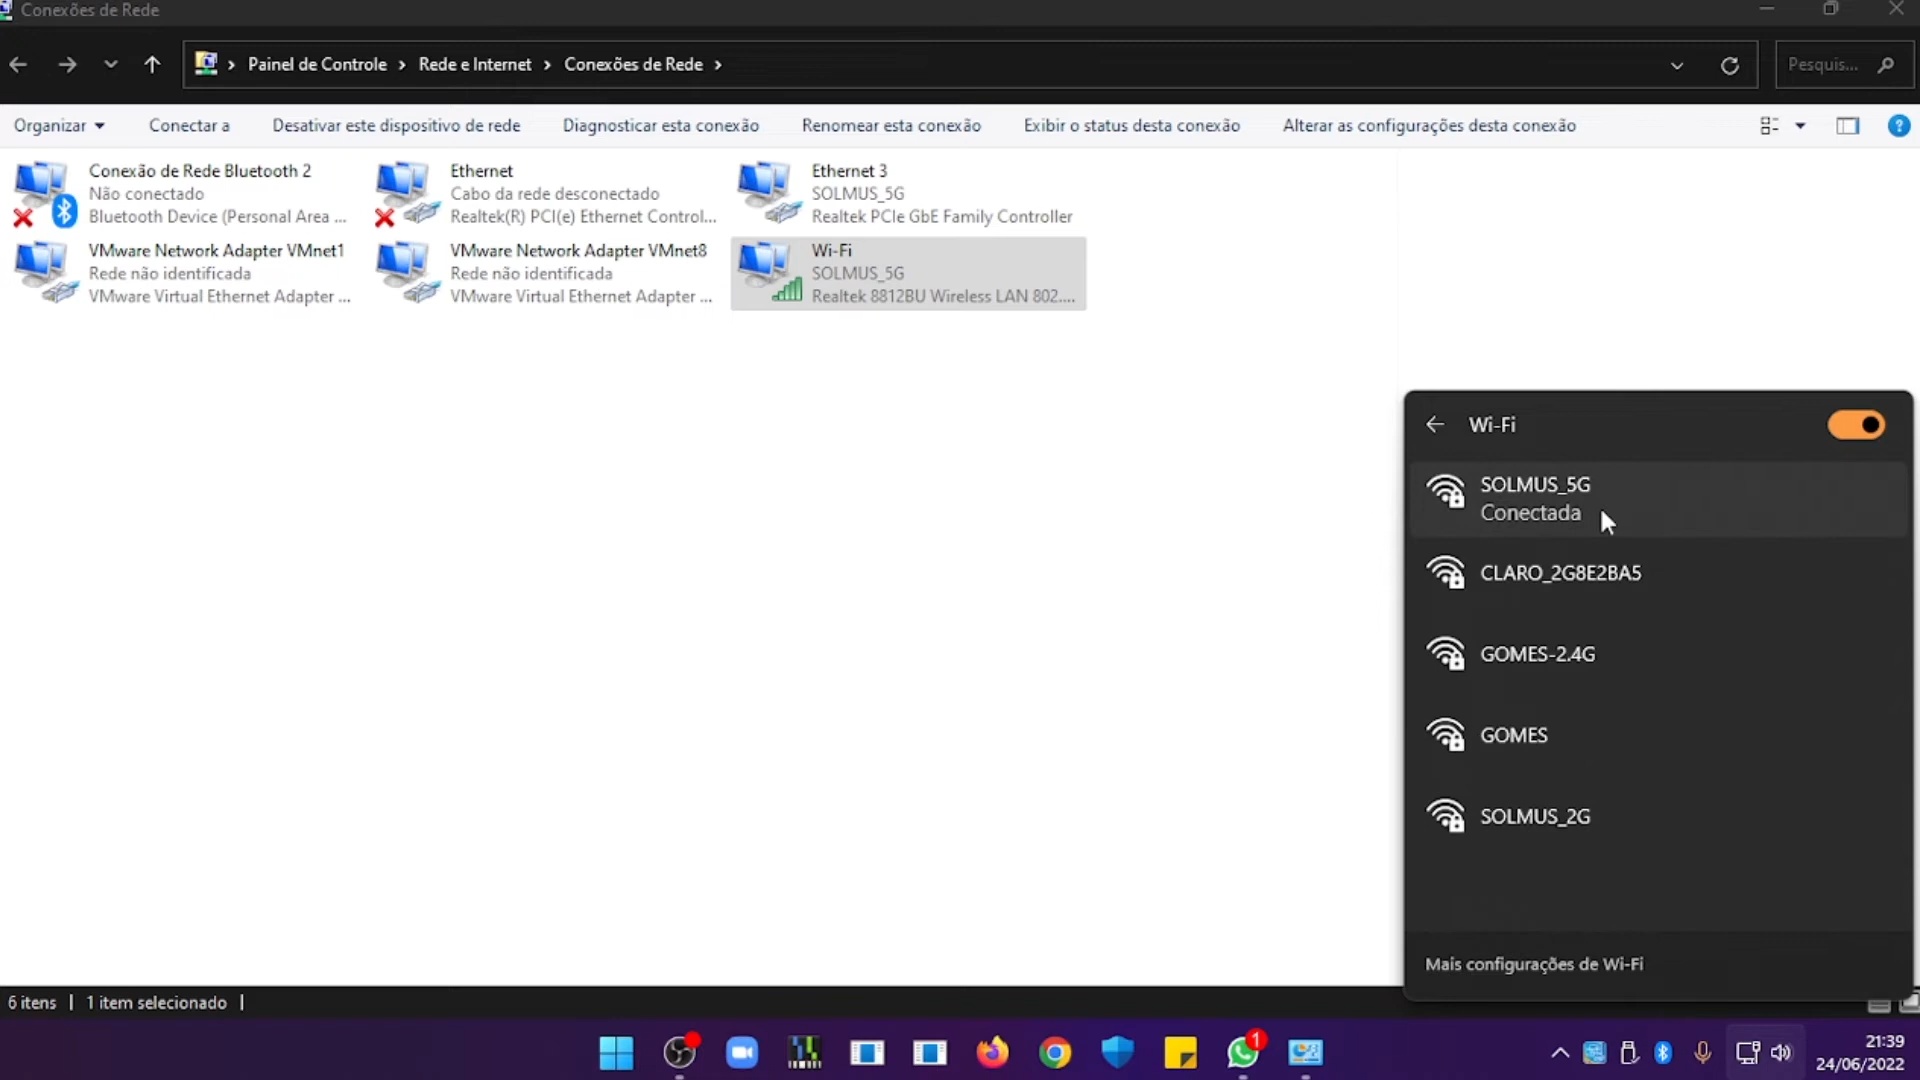 Conexões de Rede
Painel de Controle > Rede e Internet > Conexões de Rede >
Pesquis...
Organizar
Conectar a
Desativar este dispositivo de rede
Diagnosticar esta conexão
Renomear esta conexão
Exibir o status desta conexão
Alterar as configurações desta conexão
Conexão de Rede Bluetooth 2
Não conectado
Bluetooth Device (Personal Area ...
Ethernet
Cabo da rede desconectado
Realtek(R) PCI(e) Ethernet Control...
Ethernet 3
SOLMUS_5G
Realtek PCIe GbE Family Controller
VMware Network Adapter VMnet1
Rede não identificada
VMware Virtual Ethernet Adapter ...
VMware Network Adapter VMnet8
Rede não identificada
VMware Virtual Ethernet Adapter ...
Wi-Fi
SOLMUS_5G
Realtek 8812BU Wireless LAN 802....
Wi-Fi
SOLMUS_5G
Conectada
CLARO_2G8E2BA5
GOMES-2.4G
GOMES
SOLMUS_2G
Mais configurações de Wi-Fi
6 itens | 1 item selecionado |
1
21:39
24/06/2022